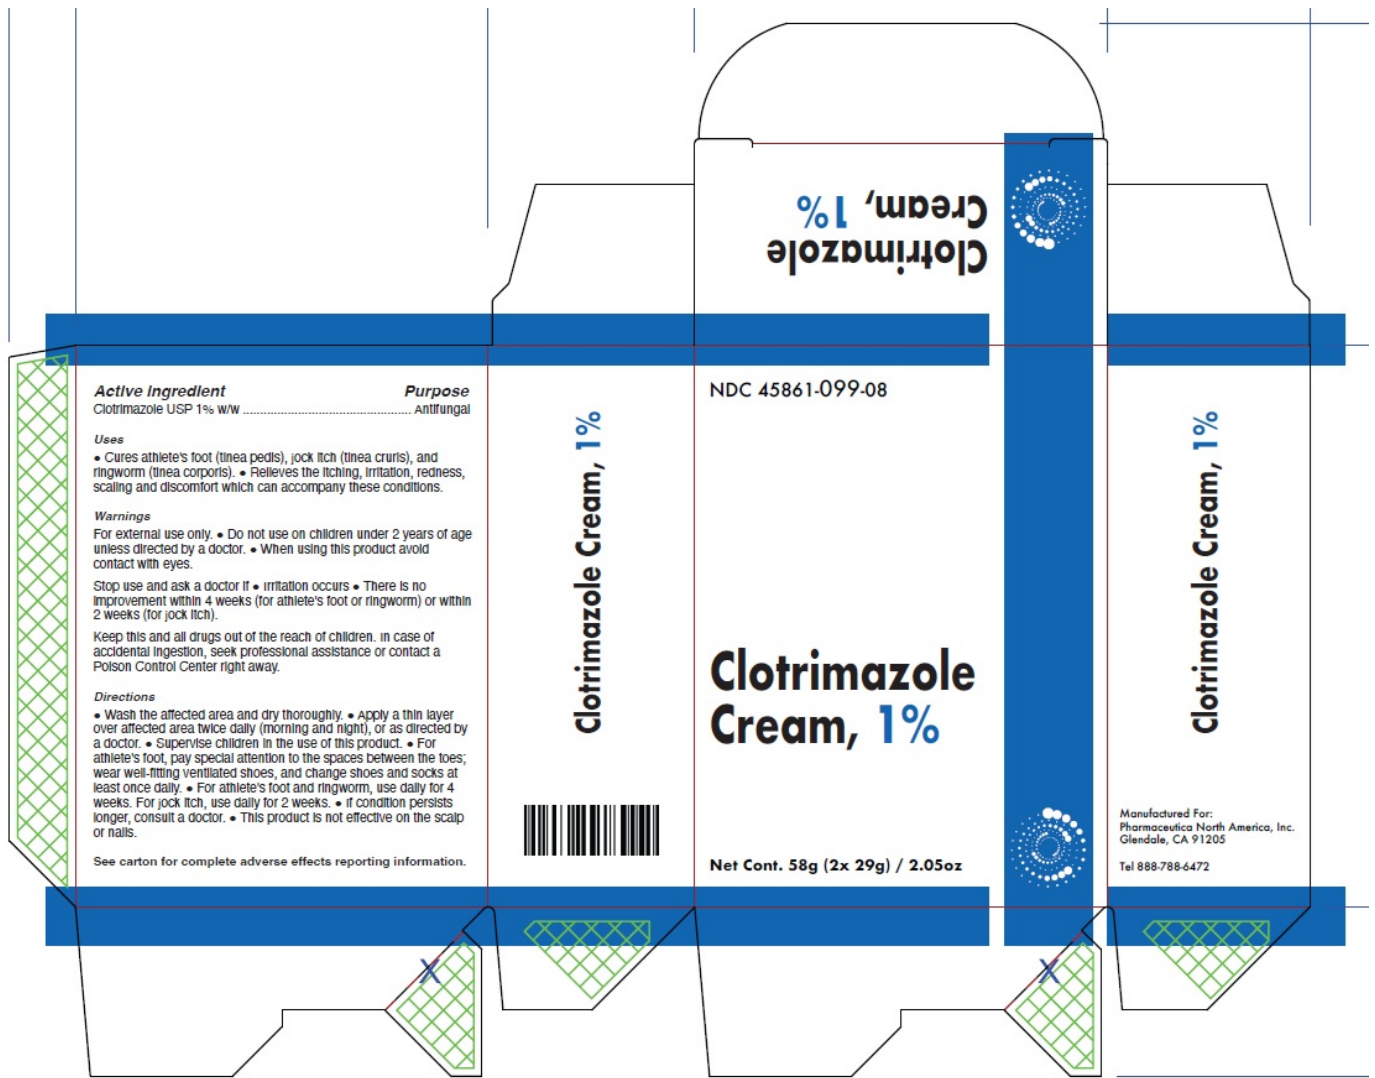 Clotrimazole
Cream, 1%
Active Ingredient Purpose
Clotrimazole USP 1% w/w ................................................. Antifungal
Uses
● Cures athlete's foot (tinea pedis), jock itch (tinea cruris), and
ringworm (tinea corporis). ● Relieves the itching, irritation, redness,
scaling and discomfort which can accompany these conditions.
Warnings
For external use only. ● Do not use on children under 2 years of age
unless directed by a doctor. ● When using this product avoid
contact with eyes.
Stop use and ask a doctor if ● irritation occurs ● There is no
improvement within 4 weeks (for athlete's foot or ringworm) or within
2 weeks (for jock itch).
Keep this and all drugs out of the reach of children. In case of
accidental ingestion, seek professional assistance or contact a
Poison Control Center right away.
Directions
● Wash the affected area and dry thoroughly. ● Apply a thin layer
over affected area twice daily (morning and night), or as directed by
a doctor. ● Supervise children in the use of this product. ● For
athlete's foot, pay special attention to the spaces between the toes;
wear well-fitting ventilated shoes, and change shoes and socks at
least once daily. ● For athlete's foot and ringworm, use daily for 4
weeks. For jock itch, use daily for 2 weeks. ● If condition persists
longer, consult a doctor. ● This product is not effective on the scalp
or nails.
See carton for complete adverse effects reporting information.
Clotrimazole Cream, 1%
NDC 45861-099-08
Clotrimazole
Cream, 1%
Net Cont. 58g (2x 29g) / 2.05oz
Clotrimazole Cream, 1%
Manufactured For:
Pharmaceutica North America, Inc.
Glendale, CA 91205
Tel 888-788-6472
X
X